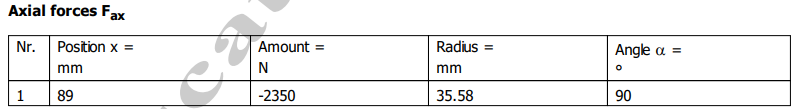 Axial forces Fax
Nr. Position x = mm Amount = N Radius = mm Angle α = °
1 89 -2350 35.58 90